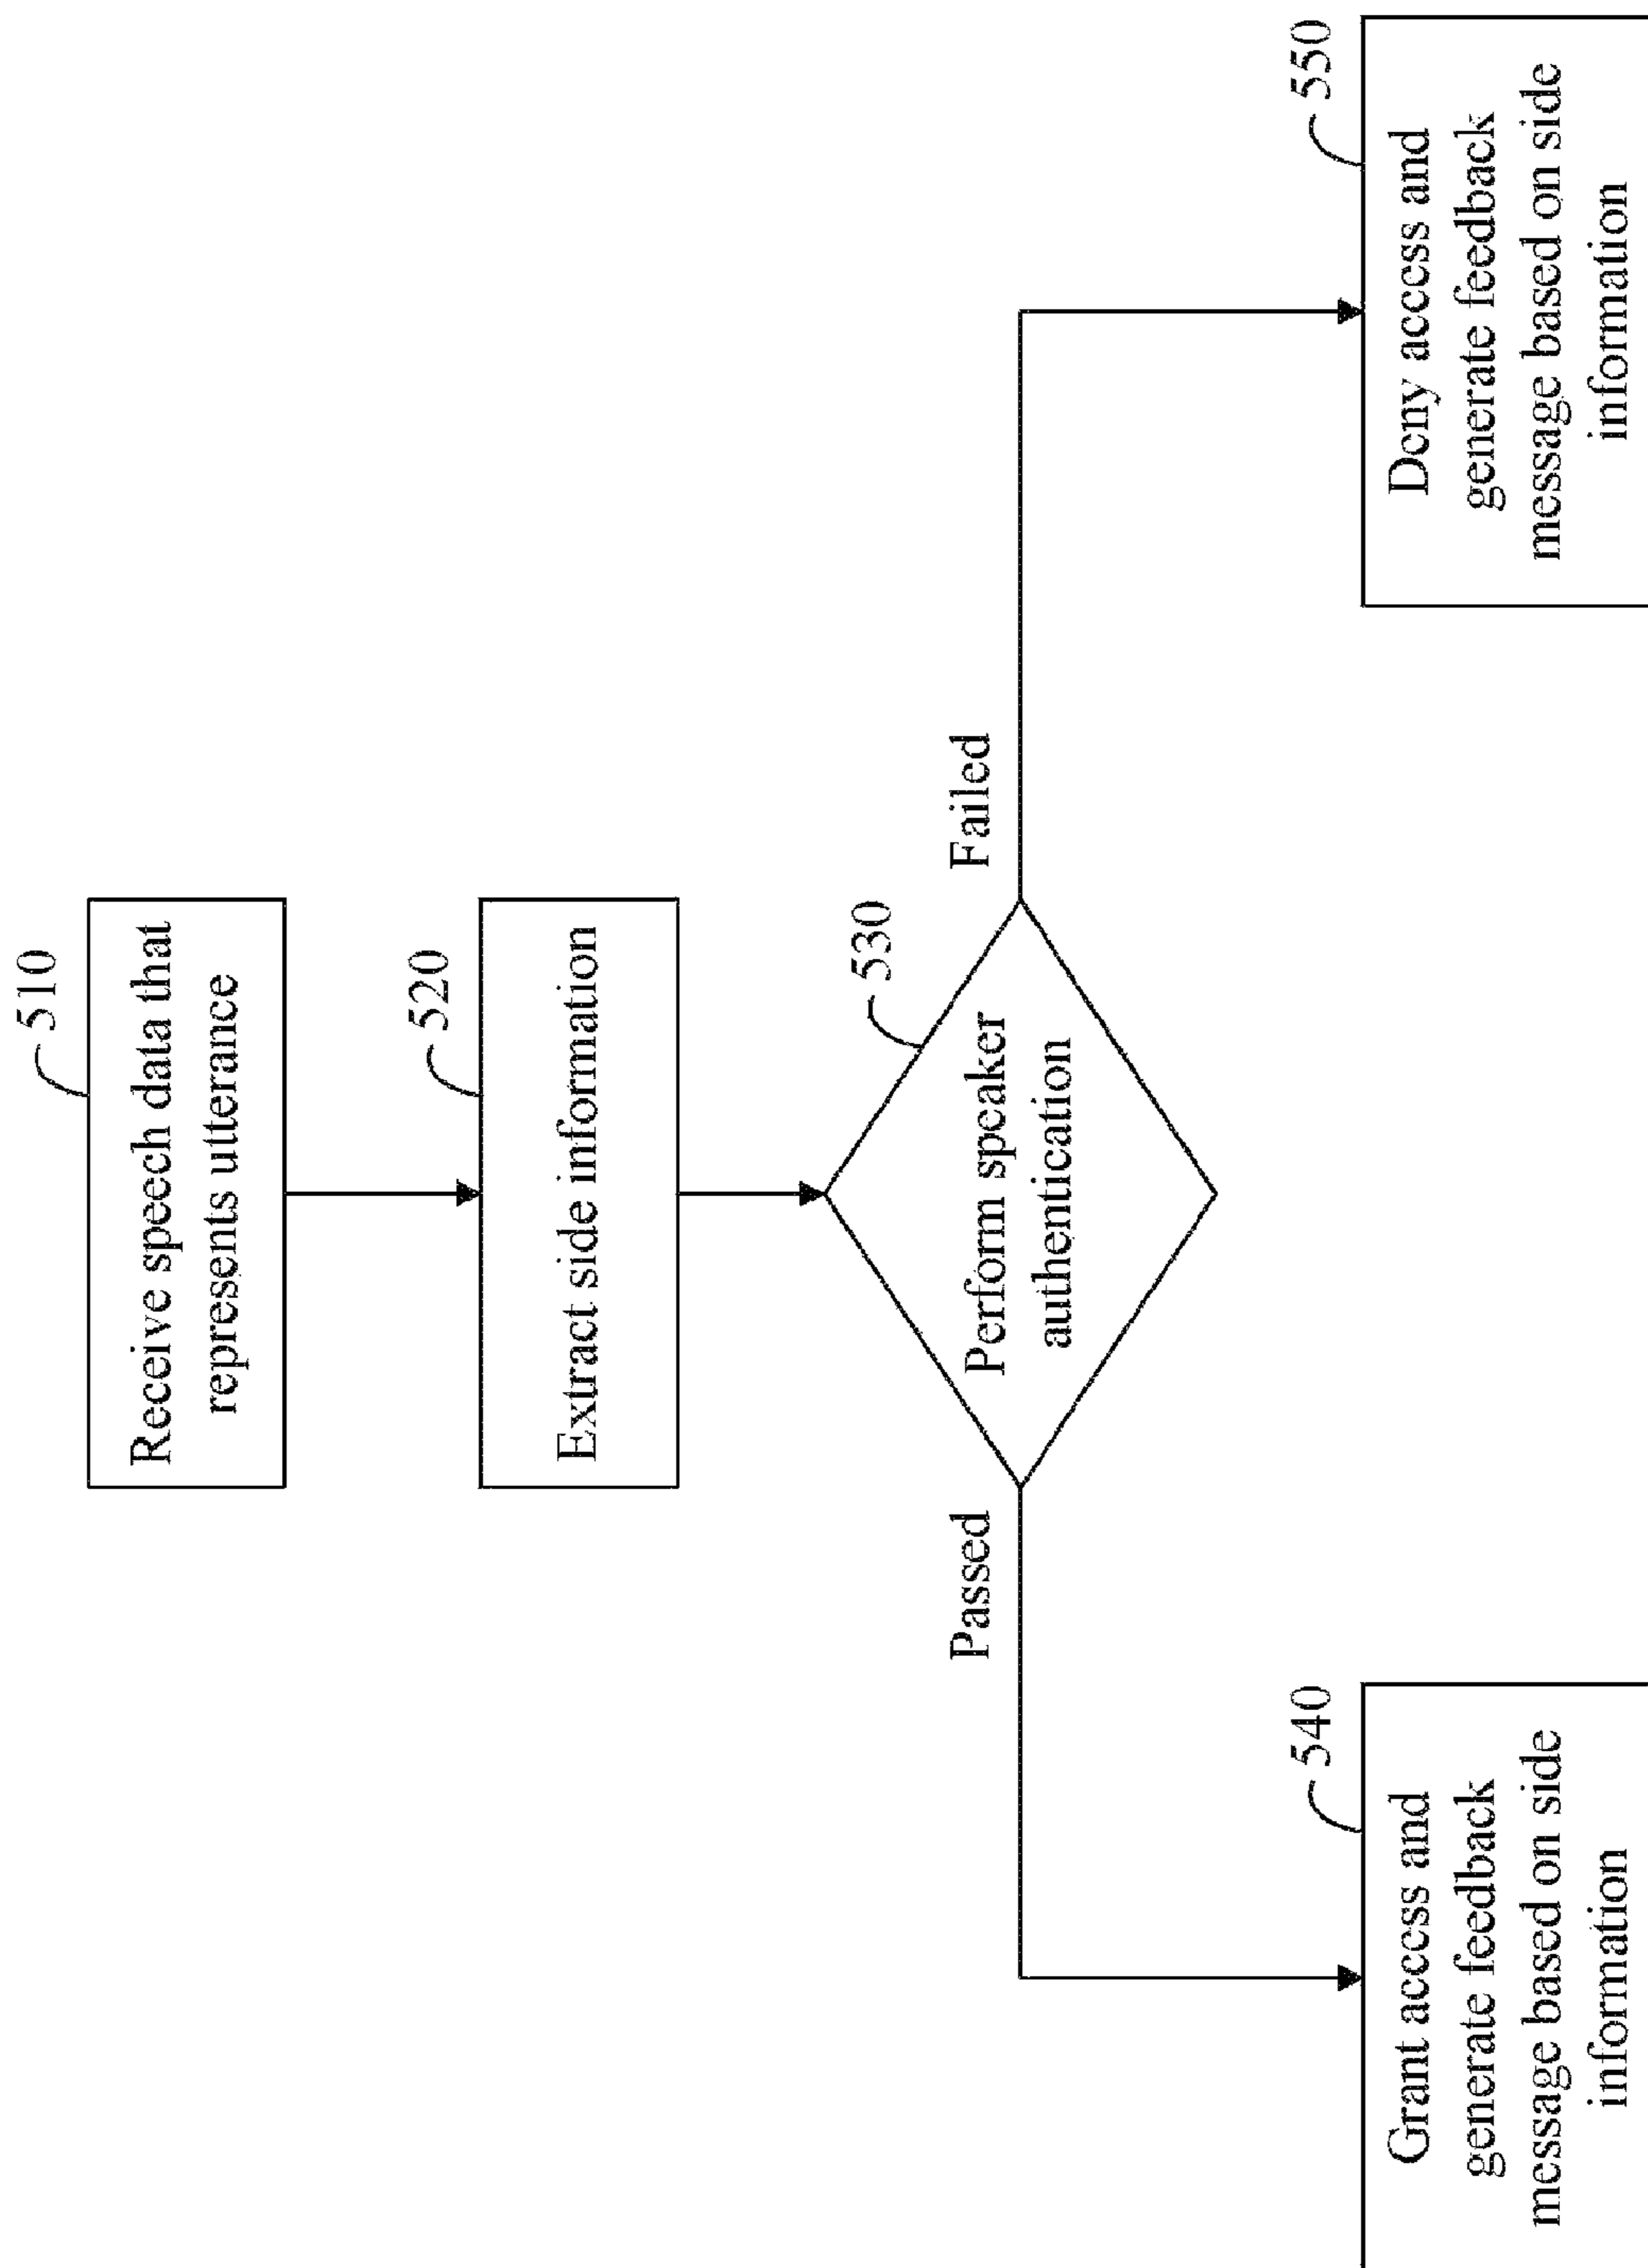 510
Receive speech data that
represents utterance
520
Extract side information
530
Perform speaker
authentication
Passed
Failed
540
Grant access and
generate feedback
message based on side
information
550
Deny access and
generate feedback
message based on side
information